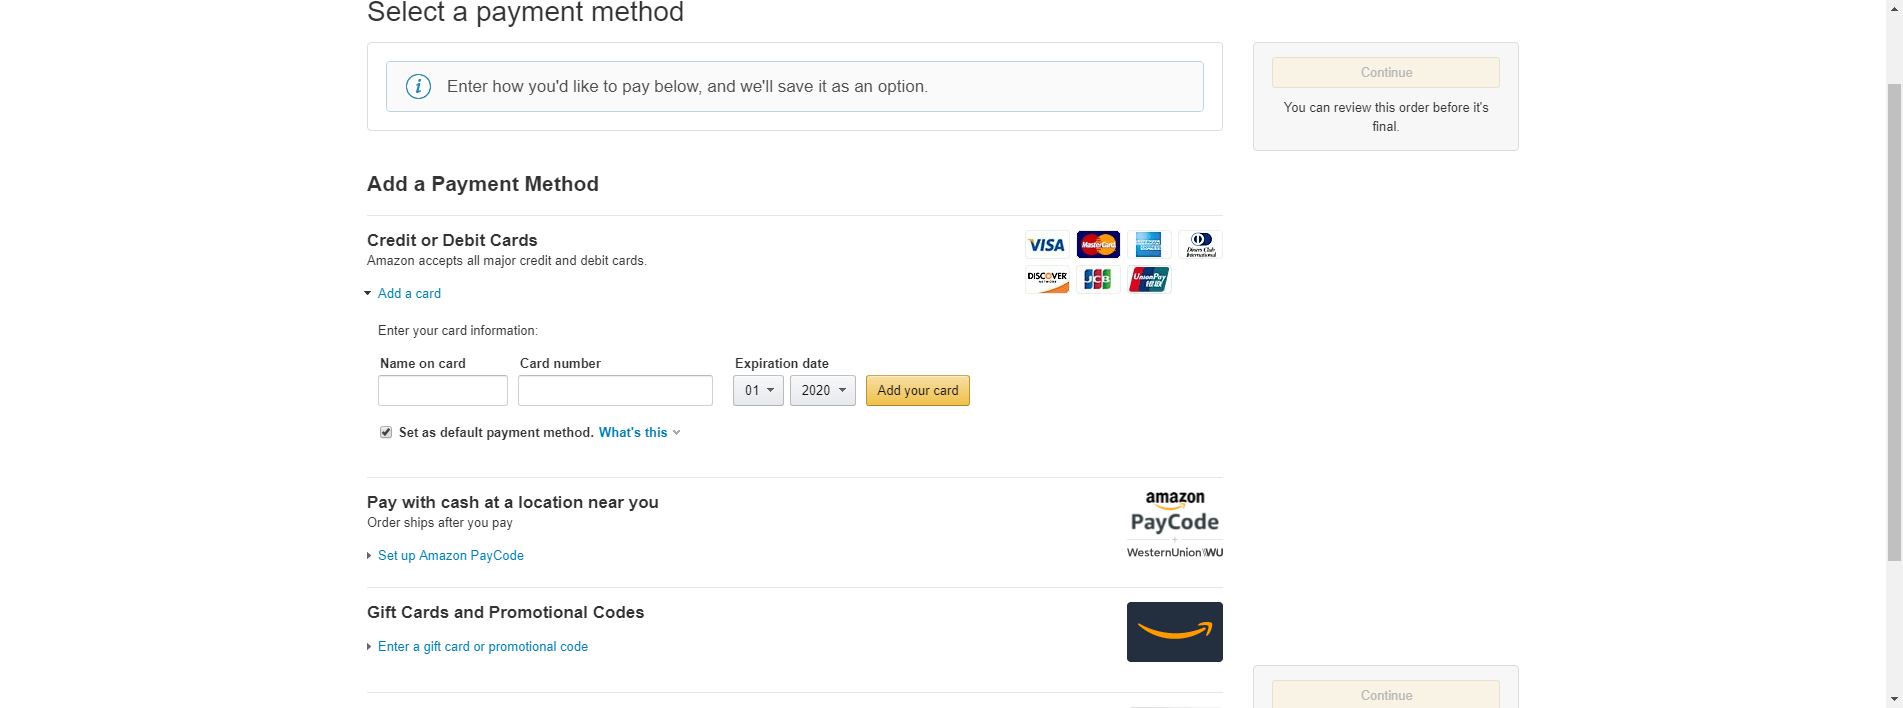 Select a payment method
Enter how you'd like to pay below, and we'll save it as an option.
Continue
You can review this order before it's
final.
Add a Payment Method
Credit or Debit Cards
Amazon accepts all major credit and debit cards.
VISA
MasterCard
AMERICAN
EXPRESS
Diners Club
International
DISCOVER
NETWORK
JCB
UnionPay
银联
Add a card
Enter your card information:
Name on card
Card number
Expiration date
01
2020
Add your card
Set as default payment method. What's this
Pay with cash at a location near you
Order ships after you pay
Set up Amazon PayCode
amazon
PayCode
+
WesternUnion WU
Gift Cards and Promotional Codes
Enter a gift card or promotional code
Continue